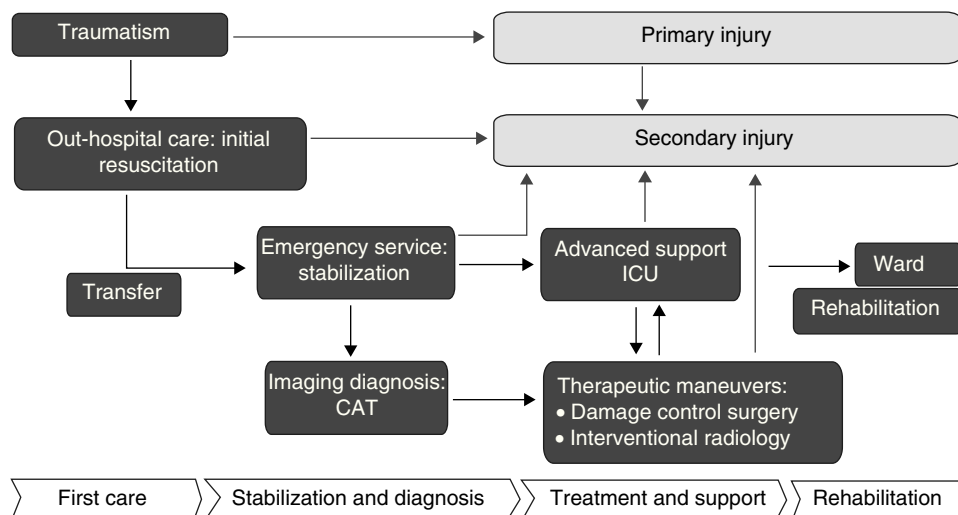 Traumatism
Primary injury
Out-hospital care: initial
resuscitation
Secondary injury
Emergency service:
stabilization
Advanced support
ICU
Ward
Transfer
Rehabilitation
Imaging diagnosis:
CAT
Therapeutic maneuvers:
• Damage control surgery
• Interventional radiology
First care
Stabilization and diagnosis
Treatment and support
Rehabilitation